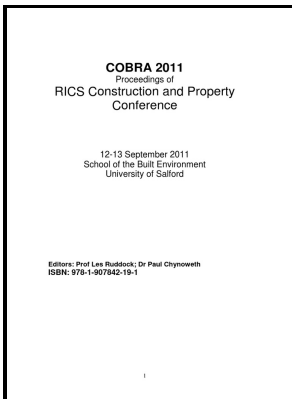 COBRA 2011
Proceedings of
RICS Construction and Property
Conference
12-13 September 2011
School of the Built Environment
University of Salford
Editors: Prof Les Ruddock; Dr Paul Chynoweth
ISBN: 978-1-907842-19-1
I